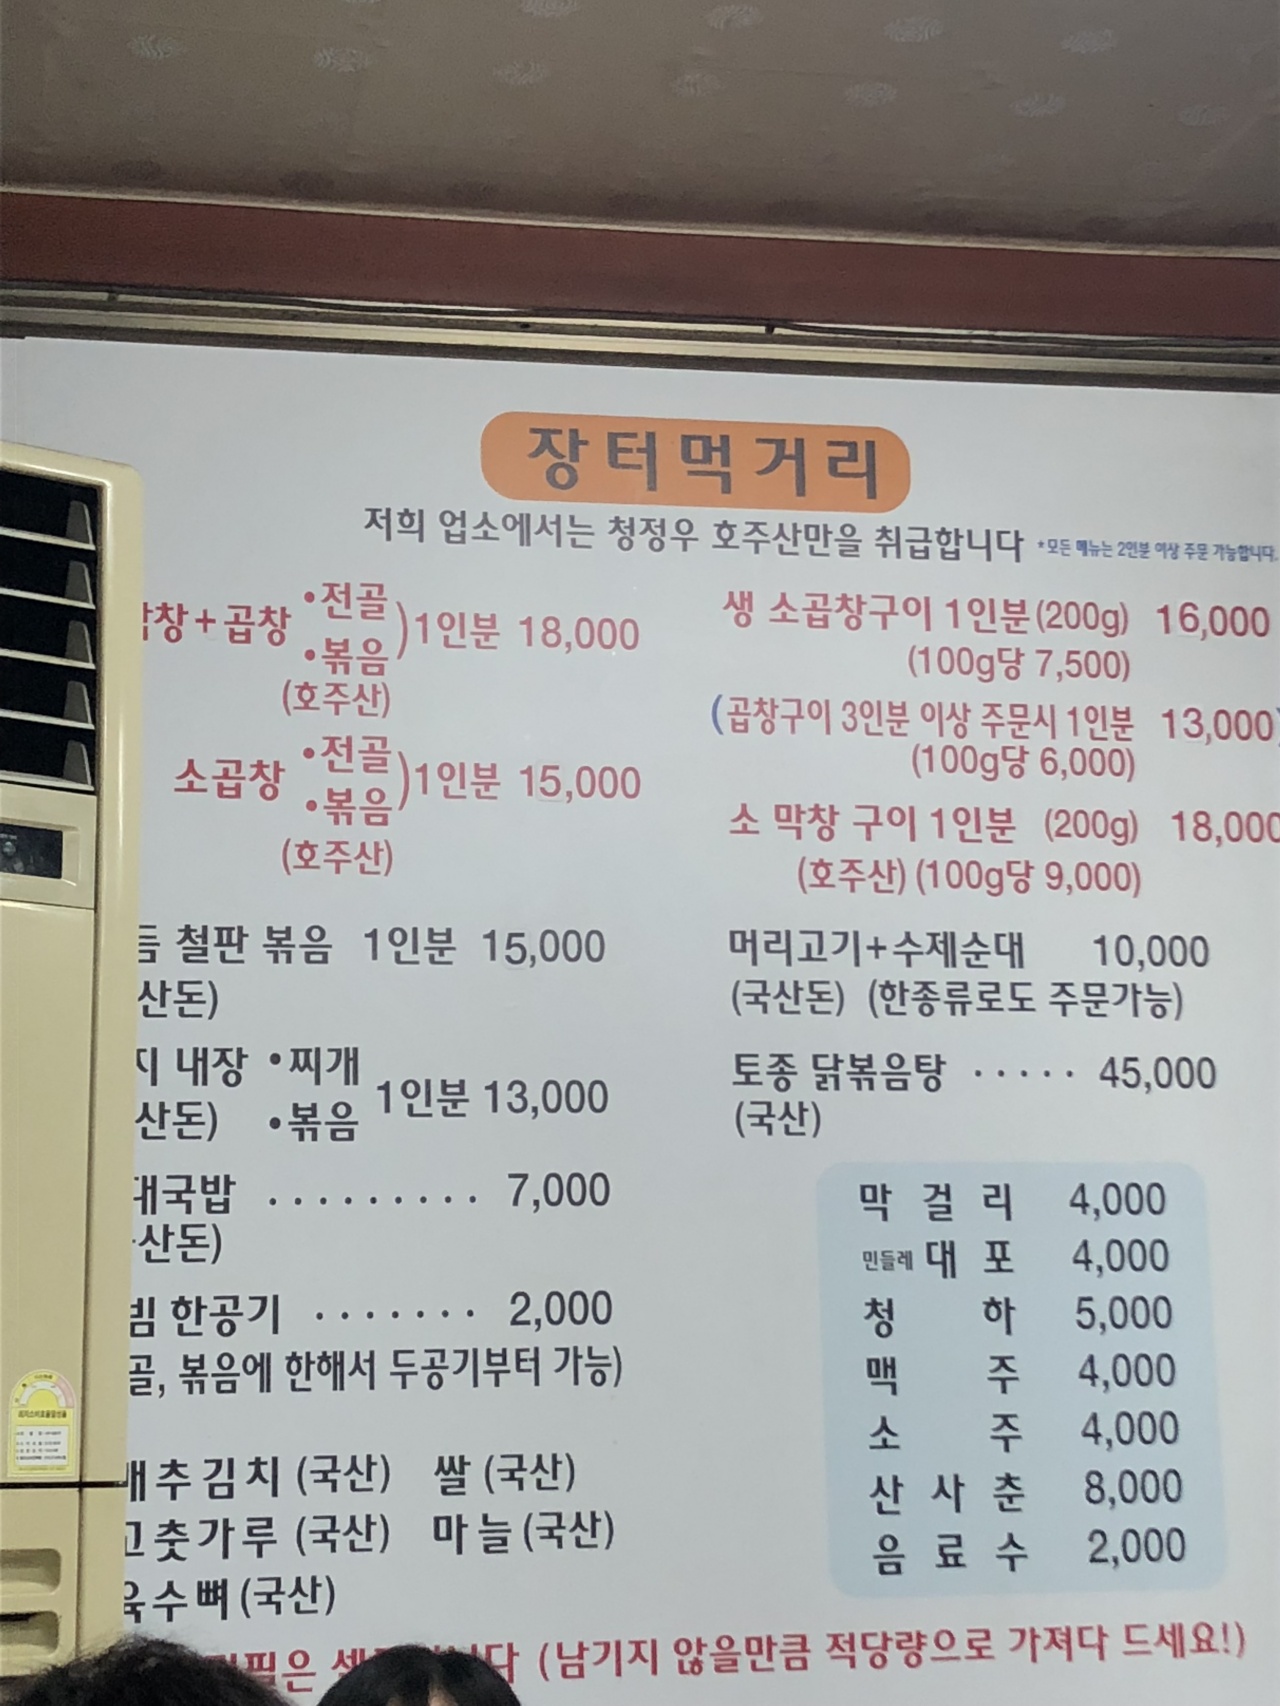 장터먹거리
저희 업소에서는 청정우 호주산만을 취급합니다 *모든 메뉴는 2인분 이상 주문 가능합니다.
창+곱창 •전골 •볶음 ) 1인분 18,000
(호주산)
소곱창 •전골 •볶음 ) 1인분 15,000
(호주산)
철판 볶음 1인분 15,000
산돈)
지 내장 •찌개 •볶음 1인분 13,000
산돈)
대국밥 ......... 7,000
산돈)
빔 한공기 ....... 2,000
골, 볶음에 한해서 두공기부터 가능)
배추김치 (국산) 쌀 (국산)
고춧가루 (국산) 마늘 (국산)
육수뼈 (국산)
생 소곱창구이 1인분(200g) 16,000
(100g당 7,500)
(곱창구이 3인분 이상 주문시 1인분 13,000)
(100g당 6,000)
소 막창 구이 1인분 (200g) 18,000
(호주산) (100g당 9,000)
머리고기+수제순대 10,000
(국산돈) (한종류로도 주문가능)
토종 닭볶음탕 ..... 45,000
(국산)
막걸리 4,000
민들레 대포 4,000
청하 5,000
맥주 4,000
소주 4,000
산사춘 8,000
음료수 2,000
(남기지 않을만큼 적당량으로 가져다 드세요!)